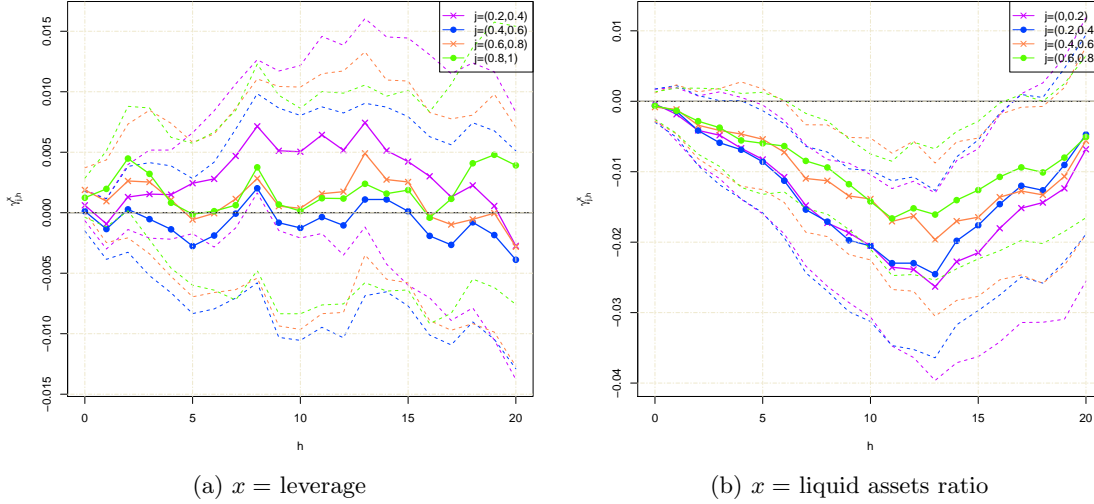 j=(0.2,0.4)
j=(0.4,0.6)
j=(0.6,0.8)
j=(0.8,1)
0.015
0.010
0.005
0.000
−0.005
−0.010
−0.015
0 5 10 15 20
h
(a) x = leverage
j=(0,0.2)
j=(0.2,0.4
j=(0.4,0.6
j=(0.6,0.8
0.01
0.00
−0.01
−0.02
−0.03
−0.04
0 5 10 15 20
h
(b) x = liquid assets ratio